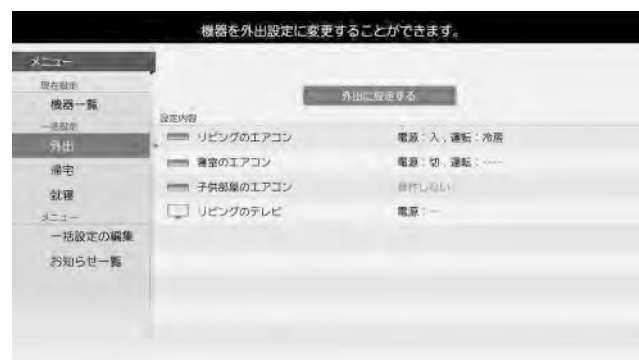 機器を外出設定に変更することができます。
メニュー
現在設定
機器一覧
一括設定
外出
帰宅
就寝
メニュー
一括設定の編集
お知らせ一覧
外出に設定する
設定内容
リビングのエアコン 電源：入，運転：冷房
寝室のエアコン 電源：切，運転：‥‥
子供部屋のエアコン 操作しない
リビングのテレビ 電源：--